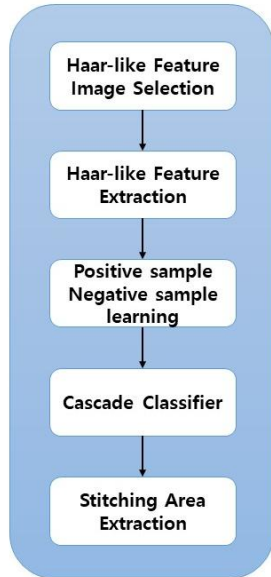 Haar-like Feature
Image Selection
Haar-like Feature
Extraction
Positive sample
Negative sample
learning
Cascade Classifier
Stitching Area
Extraction